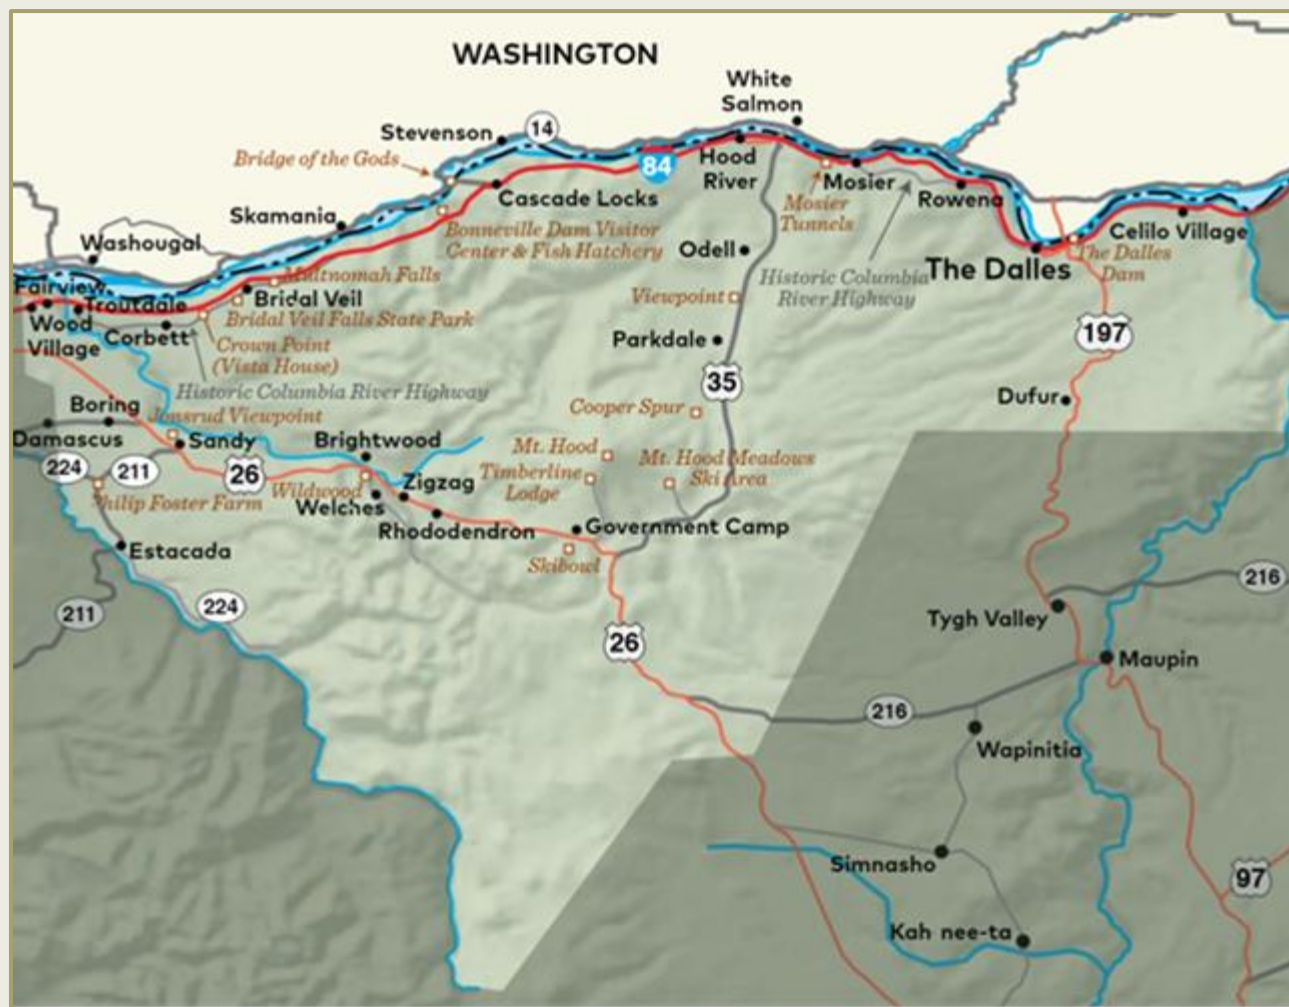 WASHINGTON
White
Salmon
Stevenson
14
Bridge of the Gods
84
Hood
River
Mosier
Mosier
Tunnels
Rowena
Cascade Locks
Skamania
Bonneville Dam Visitor
Center & Fish Hatchery
Washougal
Odell
Celilo Village
The Dalles
The Dalles
Dam
Historic Columbia
River Highway
Multnomah Falls
Fairview
Troutdale
Bridal Veil
Viewpoint
Wood
Village
Corbett
Bridal Veil Falls State Park
Crown Point
(Vista House)
Parkdale
197
Historic Columbia River Highway
35
Dufur
Boring
Jonsrud Viewpoint
Cooper Spur
Damascus
Sandy
Brightwood
Mt. Hood
Mt. Hood Meadows
Ski Area
224
211
26
Timberline
Lodge
Zigzag
Wildwood
Welches
Philip Foster Farm
Rhododendron
Government Camp
Estacada
Skibowl
216
211
224
26
Tygh Valley
Maupin
216
Wapinitia
Simnasho
97
Kah nee-ta